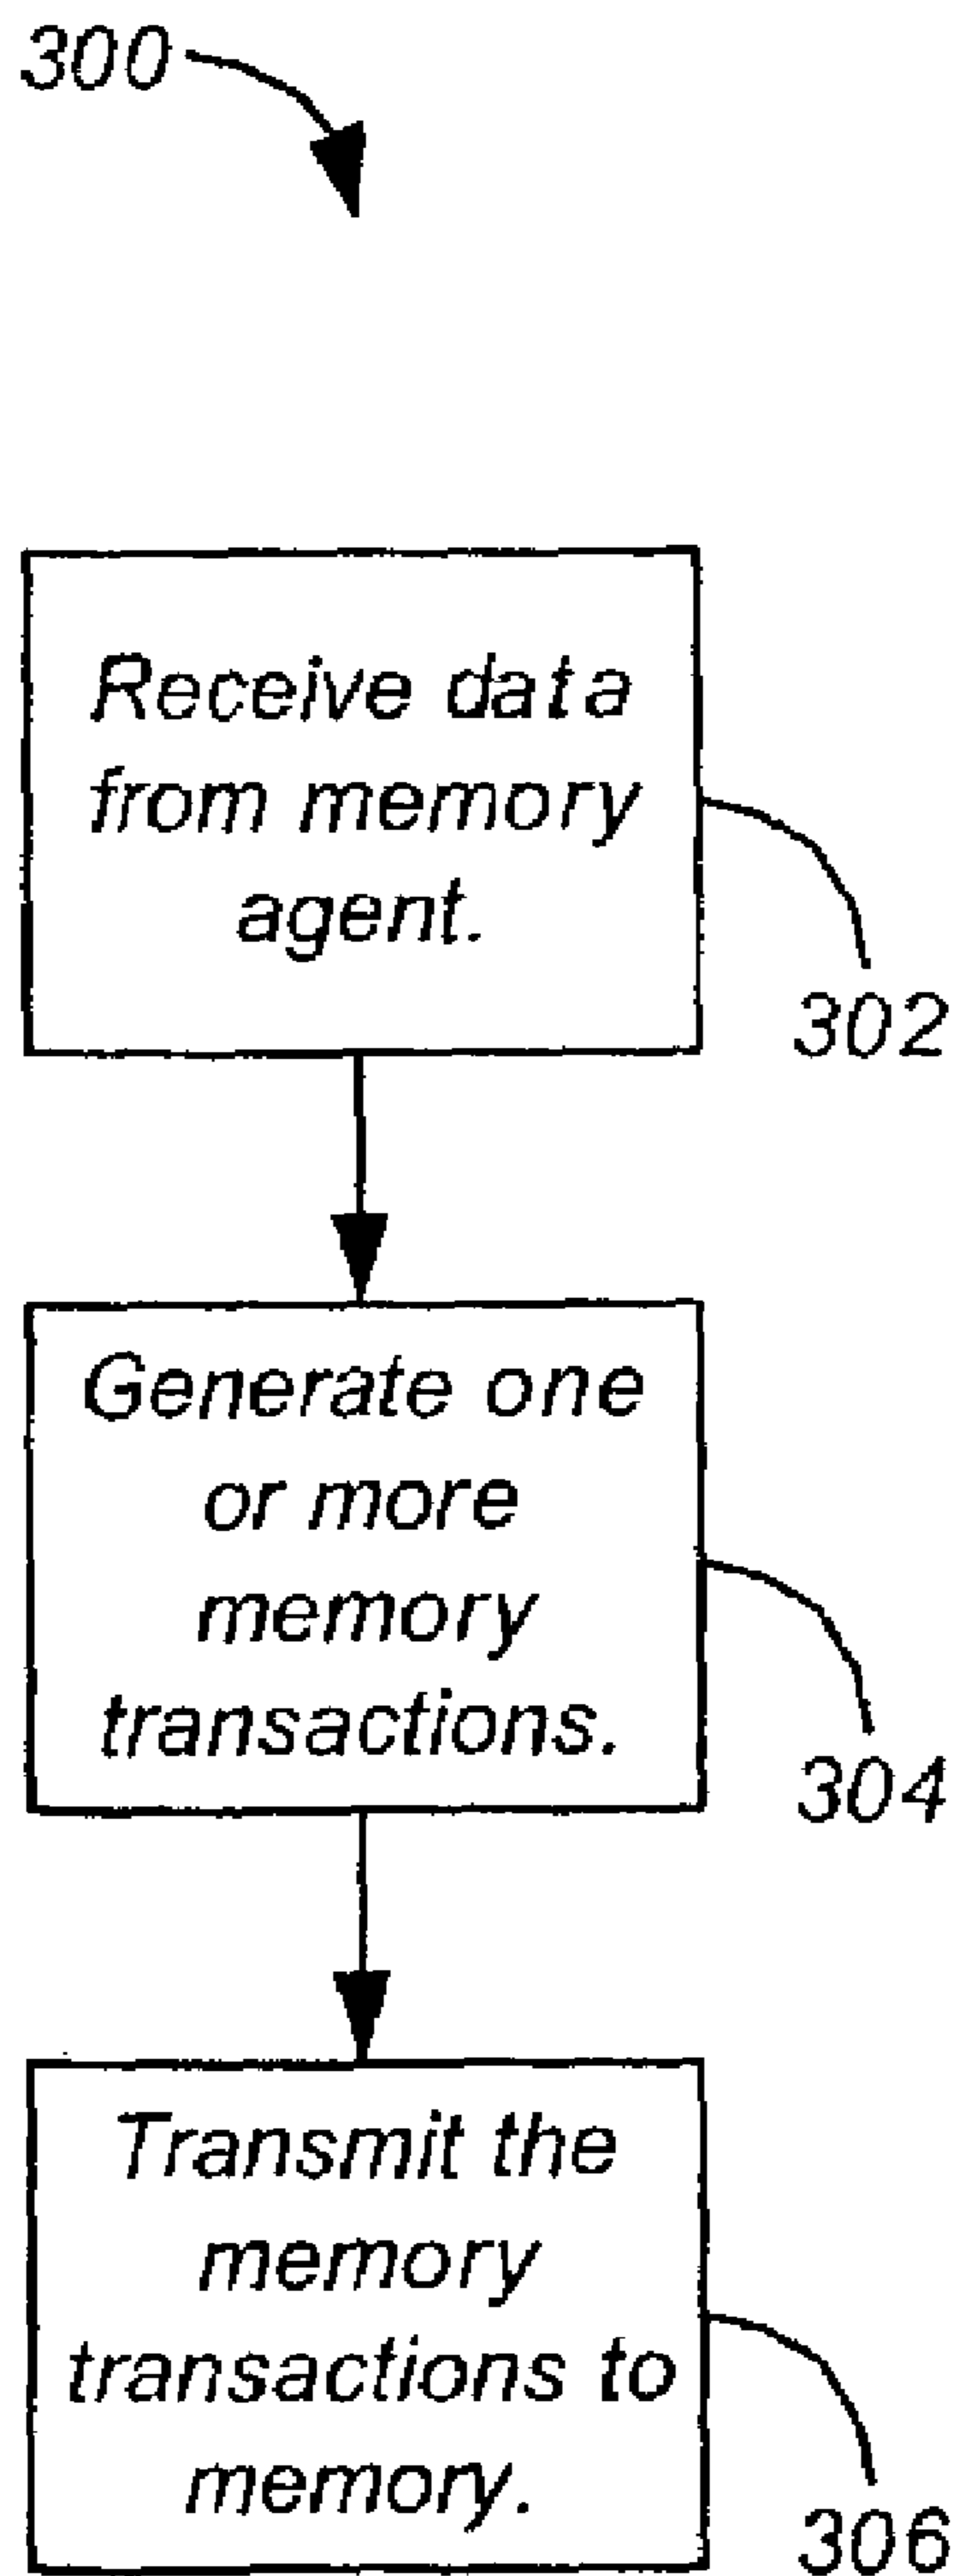 300
Receive data
from memory
agent.
302
Generate one
or more
memory
transactions.
304
Transmit the
memory
transactions to
memory.
306